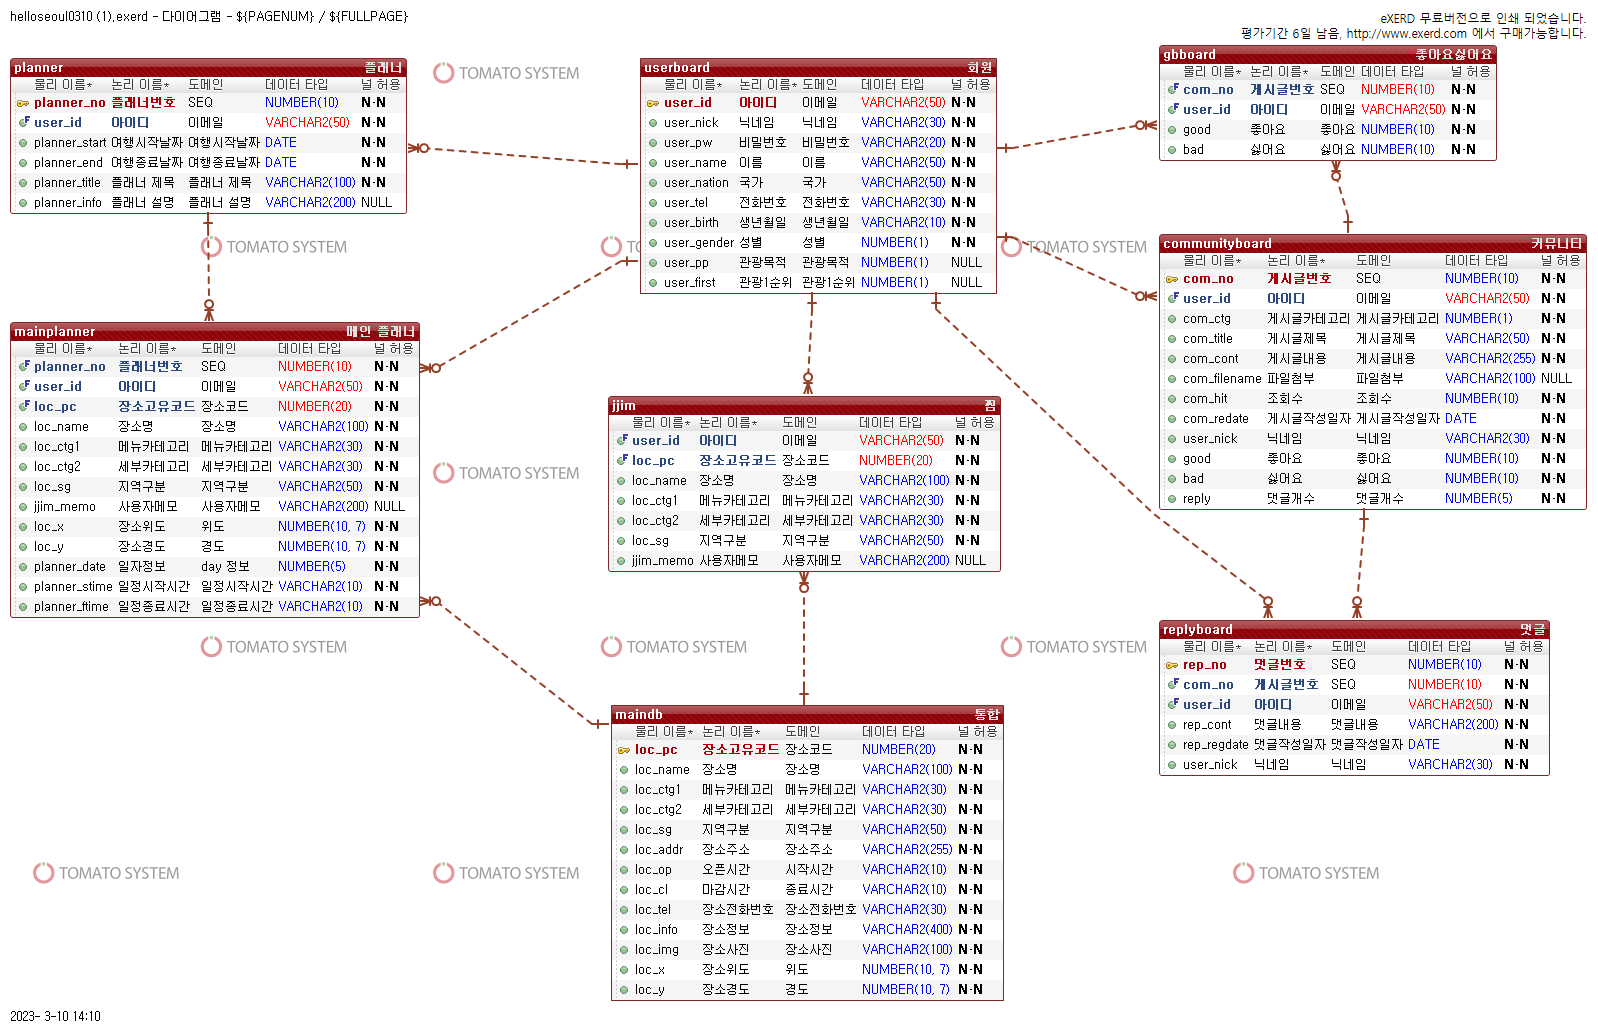 helloseoul0310 (1),exerd - 다이어그램 - ${PAGENUM} / ${FULLPAGE}
eXERD 무료버전으로 인쇄 되었습니다.
평가기간 6일 남음, http://www.exerd.com 에서 구매가능합니다.
planner 플래너
물리 이름* 논리 이름* 도메인 데이터 타입 널 허용
planner_no 플래너번호 SEQ NUMBER(10) N-N
user_id 아이디 이메일 VARCHAR2(50) N-N
planner_start 여행시작날짜 여행시작날짜 DATE N-N
planner_end 여행종료날짜 여행종료날짜 DATE N-N
planner_title 플래너 제목 플래너 제목 VARCHAR2(100) N-N
planner_info 플래너 설명 플래너 설명 VARCHAR2(200) NULL
TOMATO SYSTEM
userboard 회원
물리 이름* 논리 이름* 도메인 데이터 타입 널 허용
user_id 아이디 이메일 VARCHAR2(50) N-N
user_nick 닉네임 닉네임 VARCHAR2(30) N-N
user_pw 비밀번호 비밀번호 VARCHAR2(20) N-N
user_name 이름 이름 VARCHAR2(50) N-N
user_nation 국가 국가 VARCHAR2(50) N-N
user_tel 전화번호 전화번호 VARCHAR2(30) N-N
user_birth 생년월일 생년월일 VARCHAR2(10) N-N
user_gender 성별 성별 NUMBER(1) N-N
user_pp 관광목적 관광목적 NUMBER(1) NULL
user_first 관광1순위 관광1순위 NUMBER(1) NULL
gbboard 좋아요싫어요
물리 이름* 논리 이름* 도메인 데이터 타입 널 허용
com_no 게시글번호 SEQ NUMBER(10) N-N
user_id 아이디 이메일 VARCHAR2(50) N-N
good 좋아요 좋아요 NUMBER(10) N-N
bad 싫어요 싫어요 NUMBER(10) N-N
TOMATO SYSTEM
TO
TOMATO SYSTEM
communityboard 커뮤니티
물리 이름* 논리 이름* 도메인 데이터 타입 널 허용
com_no 게시글번호 SEQ NUMBER(10) N-N
user_id 아이디 이메일 VARCHAR2(50) N-N
com_ctg 게시글카테고리 게시글카테고리 NUMBER(1) N-N
com_title 게시글제목 게시글제목 VARCHAR2(50) N-N
com_cont 게시글내용 게시글내용 VARCHAR2(255) N-N
com_filename 파일첨부 파일첨부 VARCHAR2(100) NULL
com_hit 조회수 조회수 NUMBER(10) N-N
com_redate 게시글작성일자 게시글작성일자 DATE N-N
user_nick 닉네임 닉네임 VARCHAR2(30) N-N
good 좋아요 좋아요 NUMBER(10) N-N
bad 싫어요 싫어요 NUMBER(10) N-N
reply 댓글개수 댓글개수 NUMBER(5) N-N
mainplanner 메인 플래너
물리 이름* 논리 이름* 도메인 데이터 타입 널 허용
planner_no 플래너번호 SEQ NUMBER(10) N-N
user_id 아이디 이메일 VARCHAR2(50) N-N
loc_pc 장소고유코드 장소코드 NUMBER(20) N-N
loc_name 장소명 장소명 VARCHAR2(100) N-N
loc_ctg1 메뉴카테고리 메뉴카테고리 VARCHAR2(30) N-N
loc_ctg2 세부카테고리 세부카테고리 VARCHAR2(30) N-N
loc_sg 지역구분 지역구분 VARCHAR2(50) N-N
jjim_memo 사용자메모 사용자메모 VARCHAR2(200) NULL
loc_x 장소위도 위도 NUMBER(10, 7) N-N
loc_y 장소경도 경도 NUMBER(10, 7) N-N
planner_date 일자정보 day 정보 NUMBER(5) N-N
planner_stime 일정시작시간 일정시작시간 VARCHAR2(10) N-N
planner_ftime 일정종료시간 일정종료시간 VARCHAR2(10) N-N
TOMATO SYSTEM
jjim 찜
물리 이름* 논리 이름* 도메인 데이터 타입 널 허용
user_id 아이디 이메일 VARCHAR2(50) N-N
loc_pc 장소고유코드 장소코드 NUMBER(20) N-N
loc_name 장소명 장소명 VARCHAR2(100) N-N
loc_ctg1 메뉴카테고리 메뉴카테고리 VARCHAR2(30) N-N
loc_ctg2 세부카테고리 세부카테고리 VARCHAR2(30) N-N
loc_sg 지역구분 지역구분 VARCHAR2(50) N-N
jjim_memo 사용자메모 사용자메모 VARCHAR2(200) NULL
TOMATO SYSTEM
TOMATO SYSTEM
TOMATO SYSTEM
replyboard 댓글
물리 이름* 논리 이름* 도메인 데이터 타입 널 허용
rep_no 댓글번호 SEQ NUMBER(10) N-N
com_no 게시글번호 SEQ NUMBER(10) N-N
user_id 아이디 이메일 VARCHAR2(50) N-N
rep_cont 댓글내용 댓글내용 VARCHAR2(200) N-N
rep_regdate 댓글작성일자 댓글작성일자 DATE N-N
user_nick 닉네임 닉네임 VARCHAR2(30) N-N
maindb 통합
물리 이름* 논리 이름* 도메인 데이터 타입 널 허용
loc_pc 장소고유코드 장소코드 NUMBER(20) N-N
loc_name 장소명 장소명 VARCHAR2(100) N-N
loc_ctg1 메뉴카테고리 메뉴카테고리 VARCHAR2(30) N-N
loc_ctg2 세부카테고리 세부카테고리 VARCHAR2(30) N-N
loc_sg 지역구분 지역구분 VARCHAR2(50) N-N
loc_addr 장소주소 장소주소 VARCHAR2(255) N-N
loc_op 오픈시간 시작시간 VARCHAR2(10) N-N
loc_cl 마감시간 종료시간 VARCHAR2(10) N-N
loc_tel 장소전화번호 장소전화번호 VARCHAR2(30) N-N
loc_info 장소정보 장소정보 VARCHAR2(400) N-N
loc_img 장소사진 장소사진 VARCHAR2(100) N-N
loc_x 장소위도 위도 NUMBER(10, 7) N-N
loc_y 장소경도 경도 NUMBER(10, 7) N-N
TOMATO SYSTEM
TOMATO SYSTEM
TOMATO SYSTEM
2023- 3-10 14:10